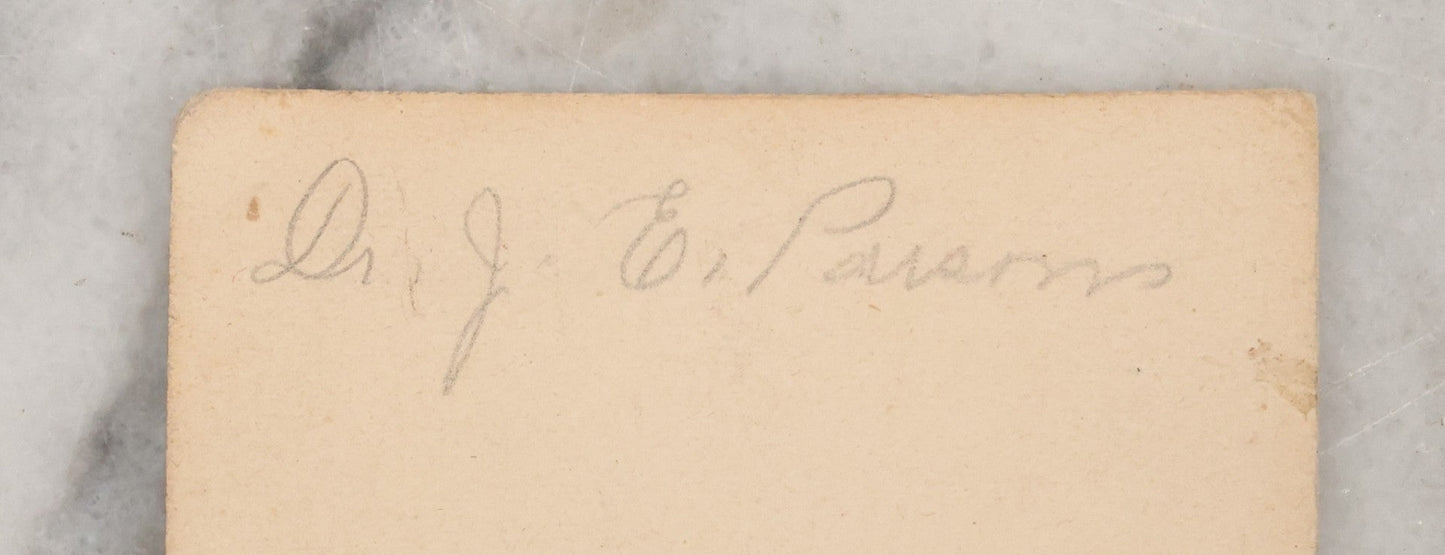 Dr. J. E. Parsons